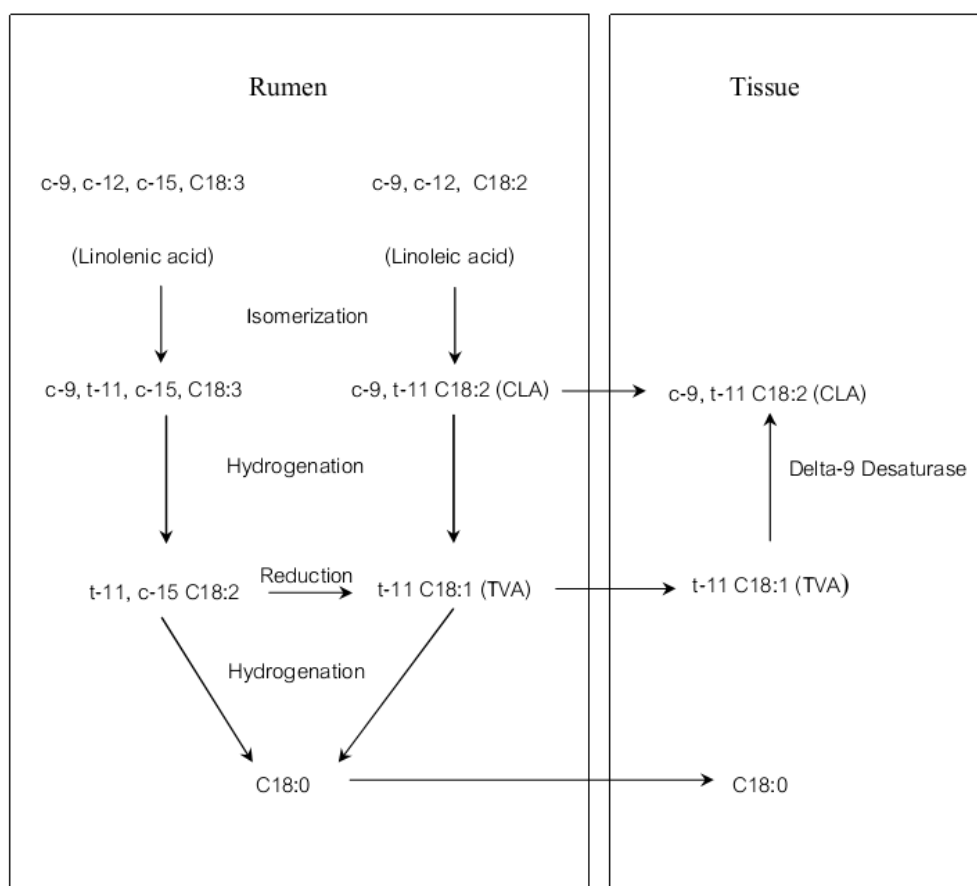 Rumen
Tissue
c-9, c-12, c-15, C18:3
c-9, c-12, C18:2
(Linolenic acid)
(Linoleic acid)
Isomerization
c-9, t-11, c-15, C18:3
c-9, t-11 C18:2 (CLA)
c-9, t-11 C18:2 (CLA)
Hydrogenation
Delta-9 Desaturase
Reduction
t-11, c-15 C18:2
t-11 C18:1 (TVA)
t-11 C18:1 (TVA)
Hydrogenation
C18:0
C18:0